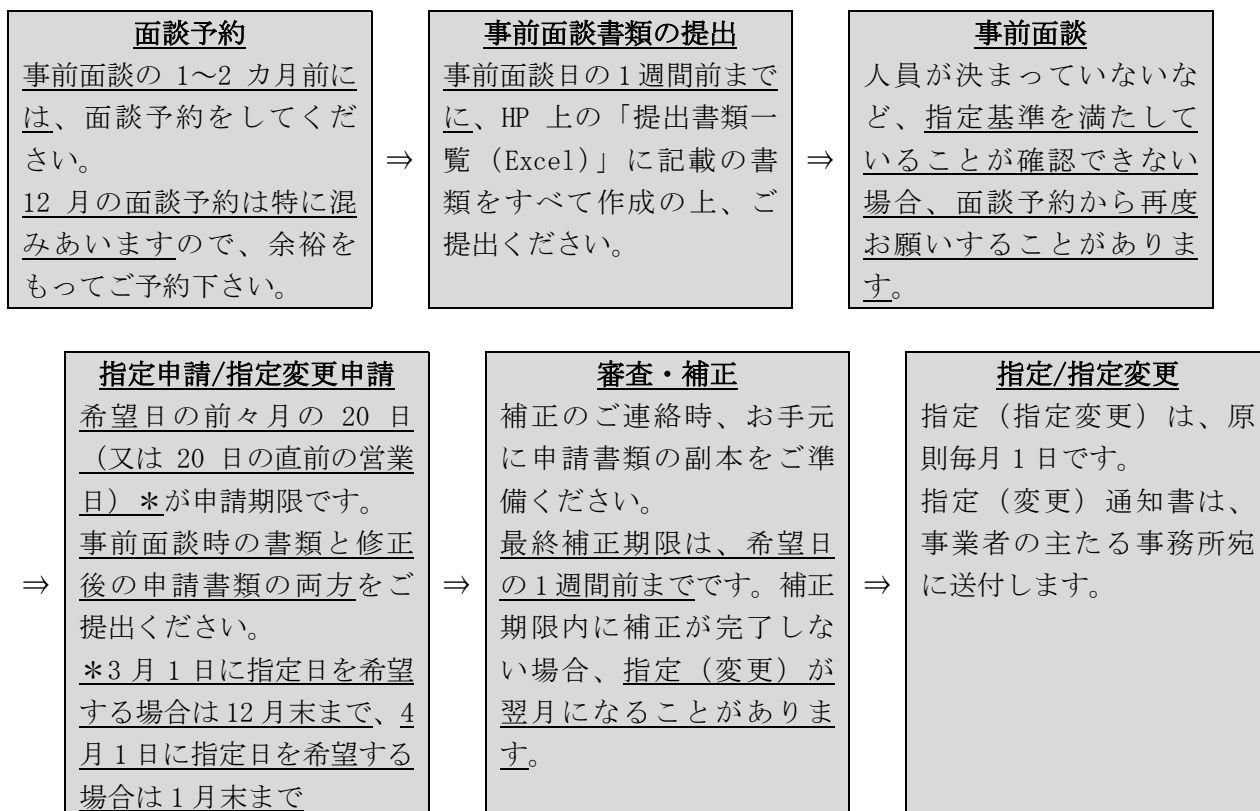 面談予約
事前面談の 1~2 カ月前に
は、面談予約をしてくだ
さい。
12 月の面談予約は特に混
みあいますので、余裕を
もってご予約下さい。
⇒
事前面談書類の提出
事前面談日の1週間前まで
に、HP 上の「提出書類一
覧（Excel）」に記載の書
類をすべて作成の上、ご
提出ください。
⇒
事前面談
人員が決まっていないな
ど、指定基準を満たして
いることが確認できない
場合、面談予約から再度
お願いすることがありま
す。
⇒
指定申請/指定変更申請
希望日の前々月の 20 日
（又は 20 日の直前の営業
日）＊が申請期限です。
事前面談時の書類と修正
後の申請書類の両方をご
提出ください。
＊3 月 1 日に指定日を希望
する場合は 12 月末まで、4
月 1 日に指定日を希望する
場合は 1 月末まで
⇒
審査・補正
補正のご連絡時、お手元
に申請書類の副本をご準
備ください。
最終補正期限は、希望日
の1週間前までです。補正
期限内に補正が完了しな
い場合、指定（変更）が
翌月になることがありま
す。
⇒
指定/指定変更
指定（指定変更）は、原
則毎月 1 日です。
指定（変更）通知書は、
事業者の主たる事務所宛
に送付します。